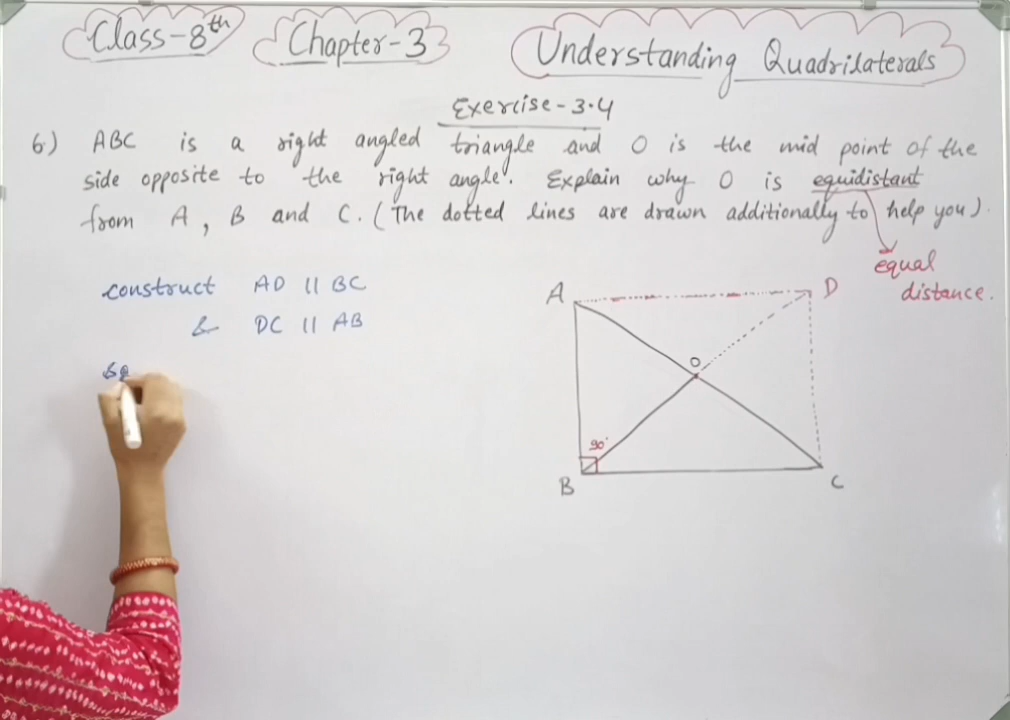 Class-8th Chapter-3 Understanding Quadrilaterals
Exercise-3.4
6) ABC is a right angled triangle and O is the mid point of the
side opposite to the right angle. Explain why O is equidistant
from A, B and C. (The dotted lines are drawn additionally to help you).
equal
distance.
construct AD || BC
& DC || AB
A
D
O
90°
B
C